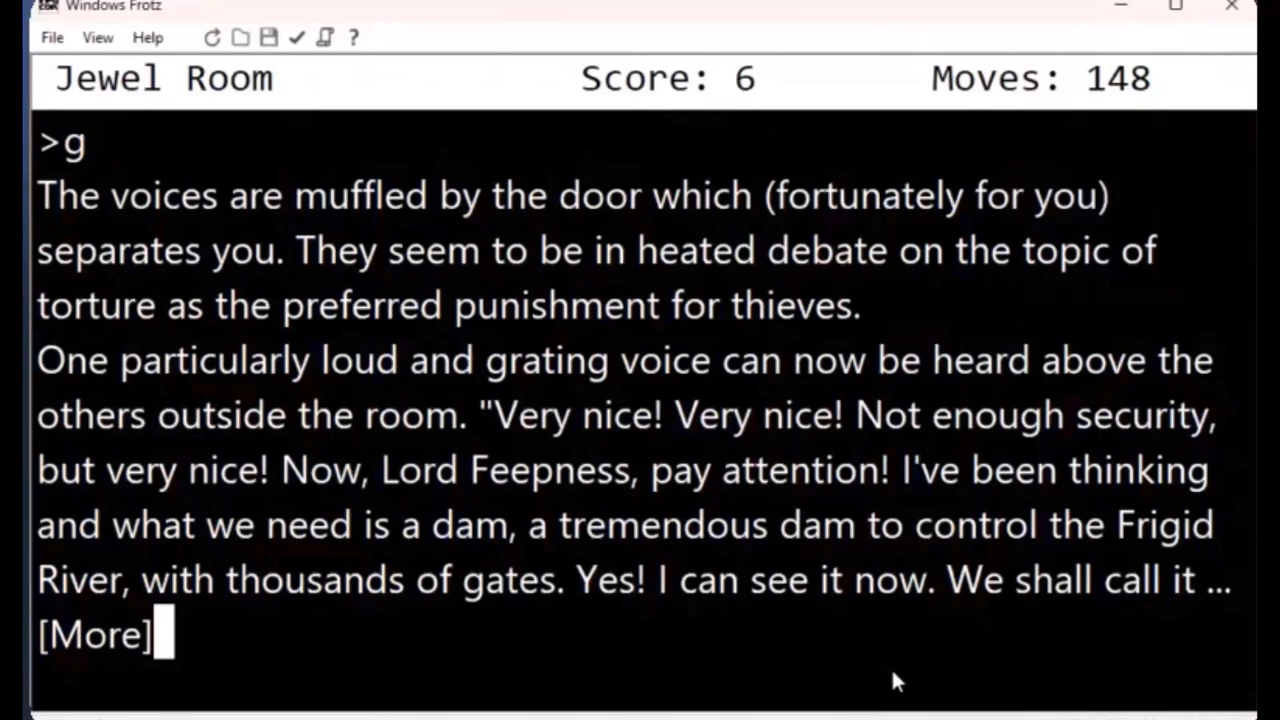 Windows Frotz
File View Help
Jewel Room Score: 6 Moves: 148
>g
The voices are muffled by the door which (fortunately for you)
separates you. They seem to be in heated debate on the topic of
torture as the preferred punishment for thieves.
One particularly loud and grating voice can now be heard above the
others outside the room. "Very nice! Very nice! Not enough security,
but very nice! Now, Lord Feepness, pay attention! I've been thinking
and what we need is a dam, a tremendous dam to control the Frigid
River, with thousands of gates. Yes! I can see it now. We shall call it ...
[More]